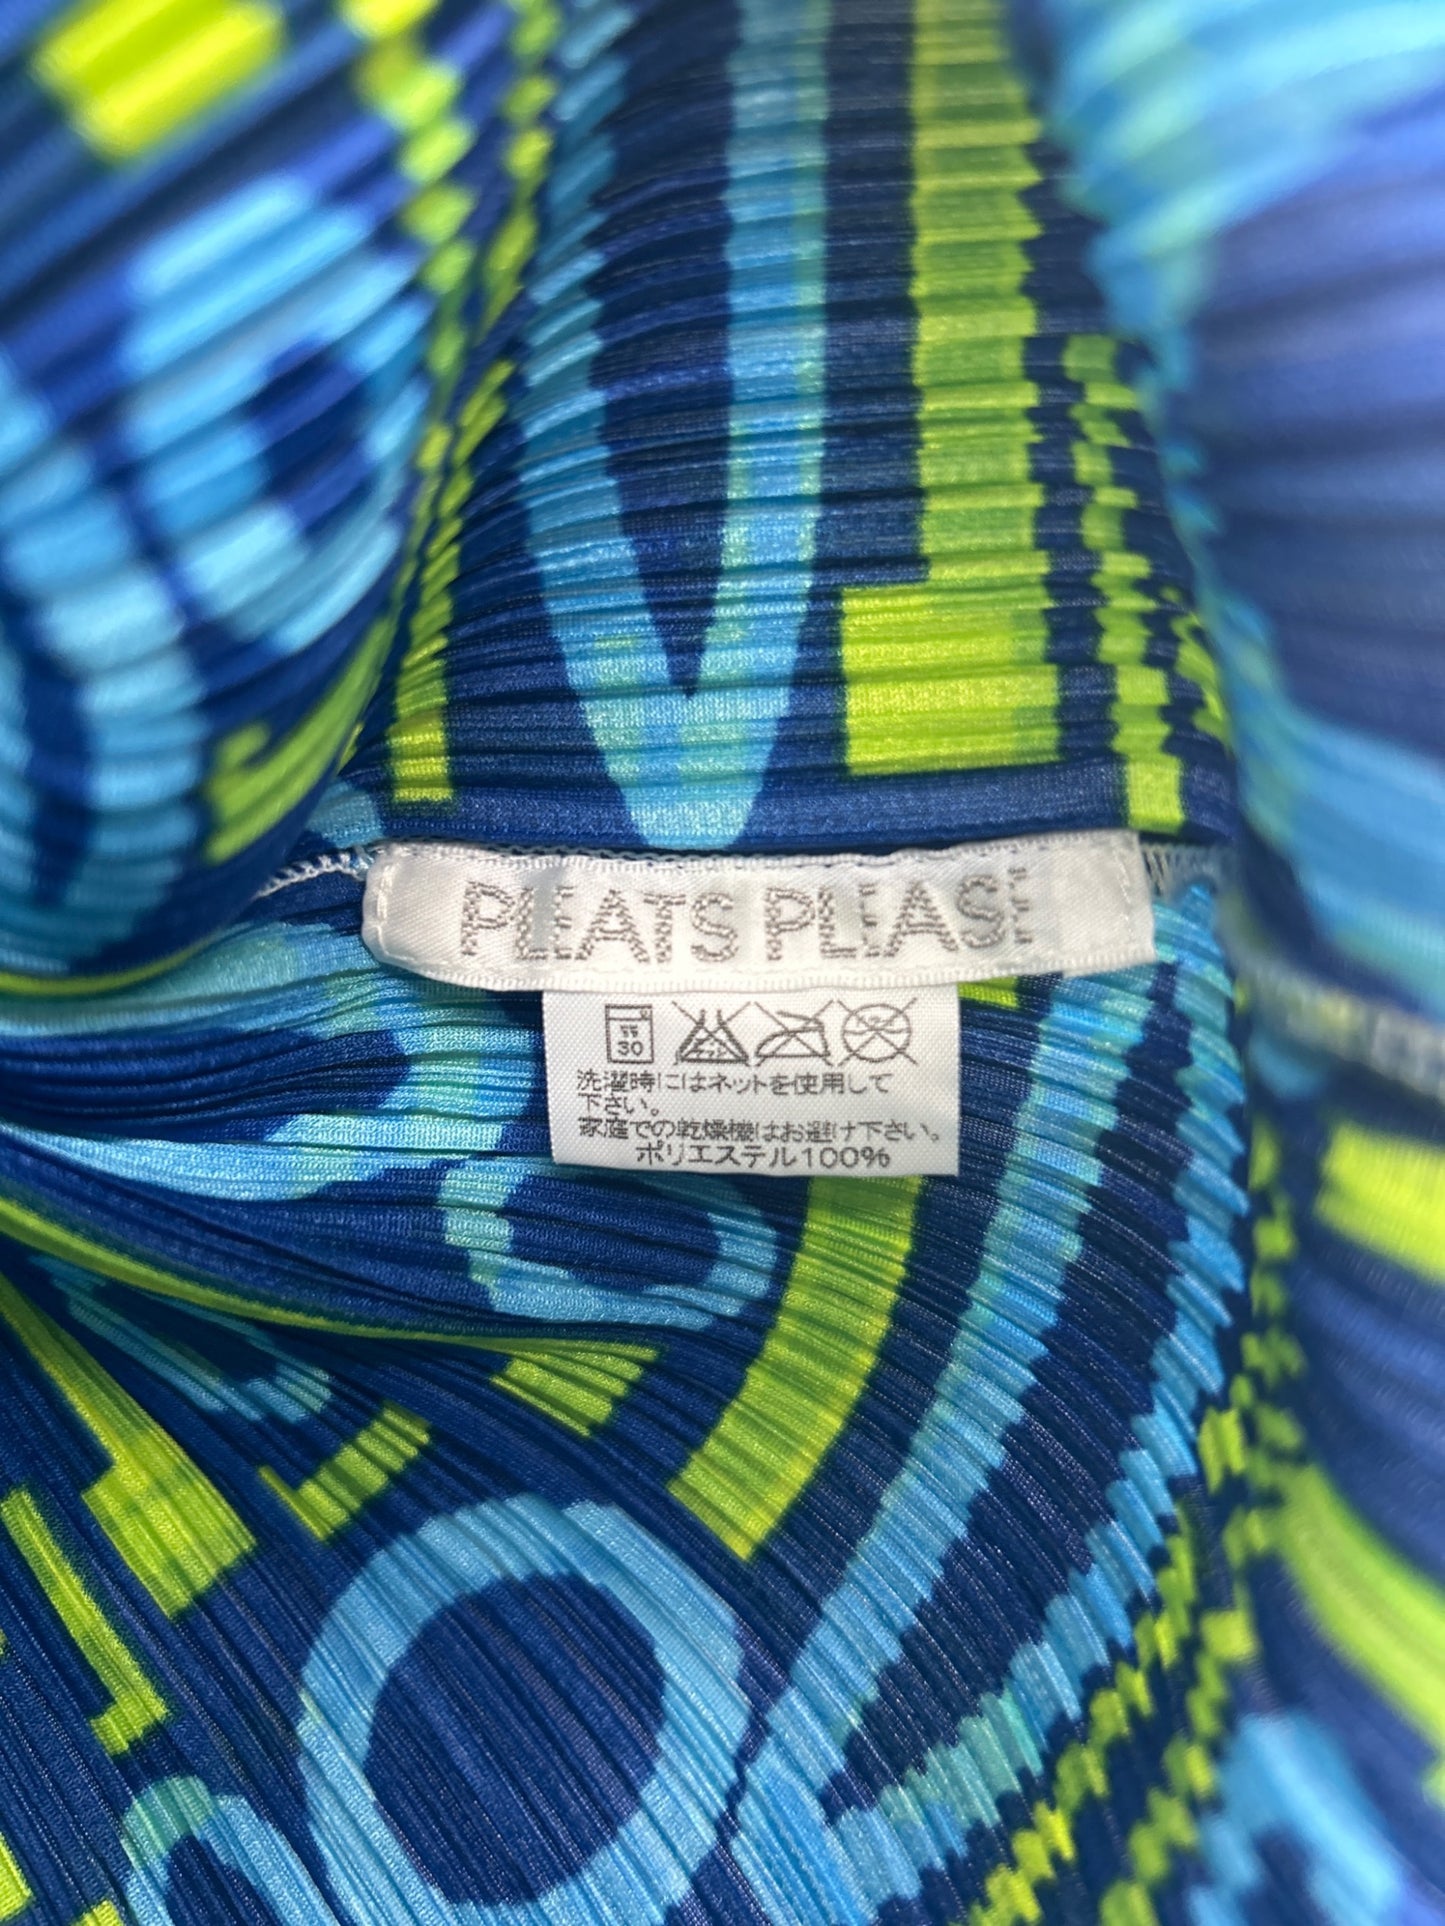 PLEATS PLEASE
30
洗濯時にはネットを使用して
下さい。
家庭での乾燥機はお避け下さい。
ポリエステル100%